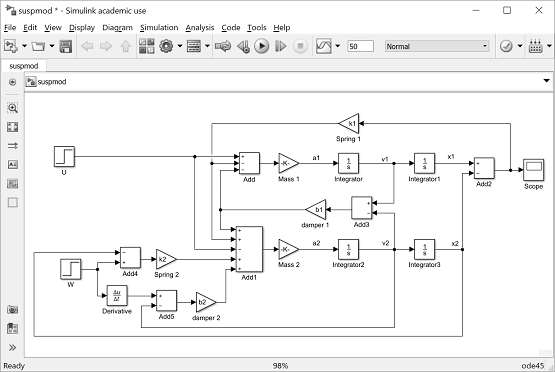 suspmod * - Simulink academic use
File Edit View Display Diagram Simulation Analysis Code Tools Help
50 Normal
suspmod
suspmod
k1
Spring 1
U
Add
-K-
Mass 1
a1
1
s
Integrator
v1
1
s
Integrator1
x1
Add2
Scope
b1
damper 1
Add3
Add1
-K-
Mass 2
a2
1
s
Integrator2
v2
1
s
Integrator3
x2
Add4
k2
Spring 2
W
Δu
Δt
Derivative
Add5
b2
damper 2
Ready 98% ode45